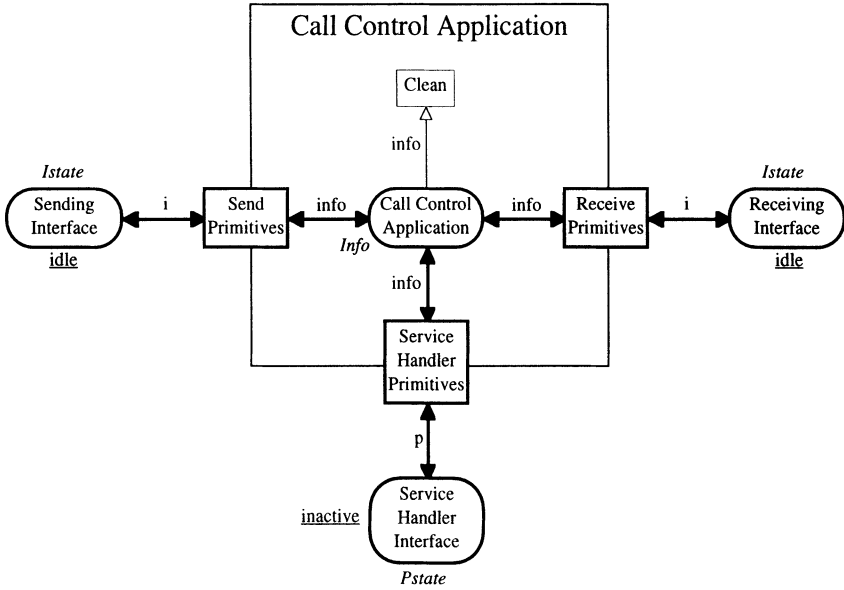 Call Control Application
Clean
info
Istate
Istate
Sending
Interface
i
Send
Primitives
info
Call Control
Application
info
Receive
Primitives
i
Receiving
Interface
idle
Info
idle
info
Service
Handler
Primitives
p
Service
Handler
Interface
inactive
Pstate